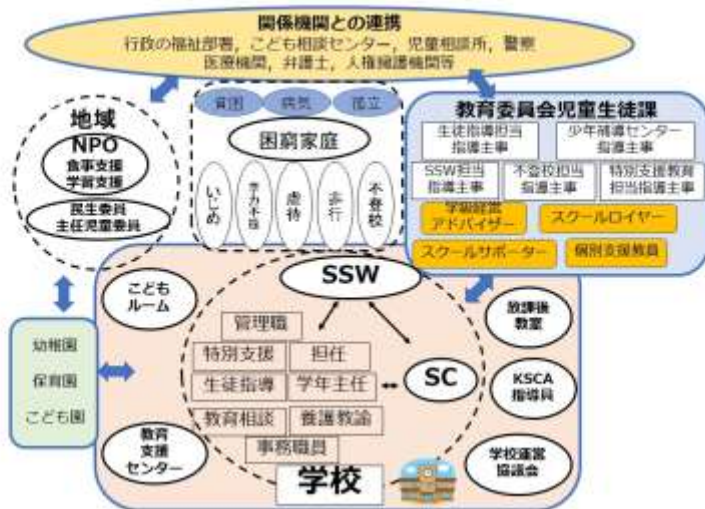 関係機関との連携
行政の福祉部署，こども相談センター，児童相談所，警察
医療機関，弁護士，人権擁護機関等
地域
NPO
食事支援
学習支援
民生委員
主任児童委員
貧困
病気
孤立
困窮家庭
いじめ
学力不振
虐待
非行
不登校
教育委員会児童生徒課
生徒指導担当
指導主事
少年補導センター
指導主事
SSW担当
指導主事
不登校担当
指導主事
特別支援教育
担当指導主事
学級経営
アドバイザー
スクールロイヤー
スクールサポーター
個別支援教員
幼稚園
保育園
こども園
こども
ルーム
SSW
管理職
特別支援
担任
生徒指導
学年主任
教育相談
養護教諭
事務職員
SC
放課後
教室
KSCA
指導員
教育
支援
センター
学校運営
協議会
学校